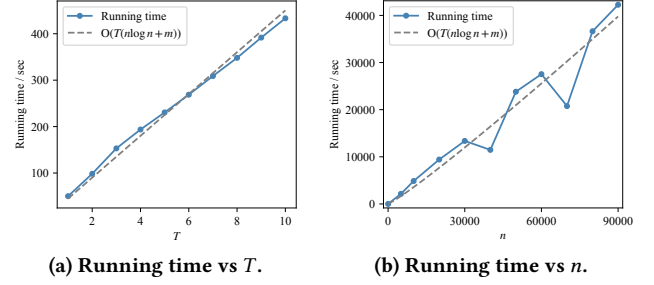 Running time
O(T(n log n + m))
400
300
200
100
Running time / sec
2
4
6
8
10
T
(a) Running time vs T.
Running time
O(T(n log n + m))
40000
30000
20000
10000
0
Running time / sec
0
30000
60000
90000
n
(b) Running time vs n.